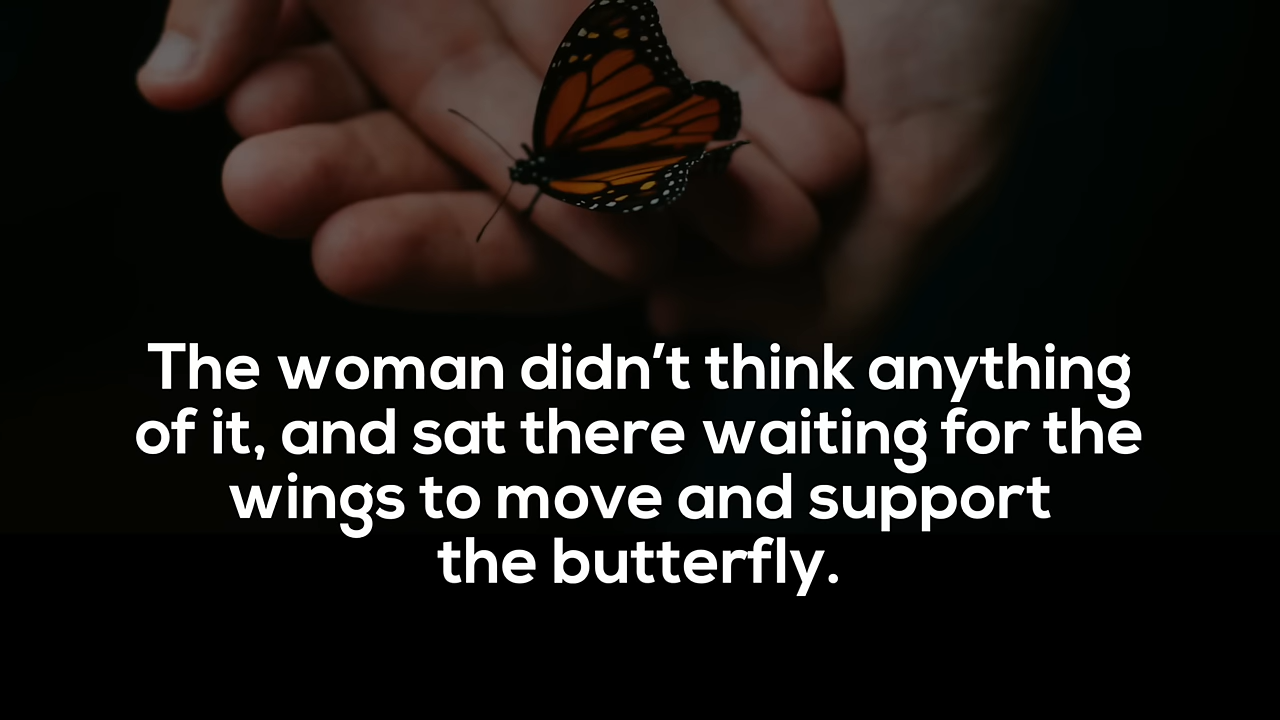 The woman didn’t think anything
of it, and sat there waiting for the
wings to move and support
the butterfly.